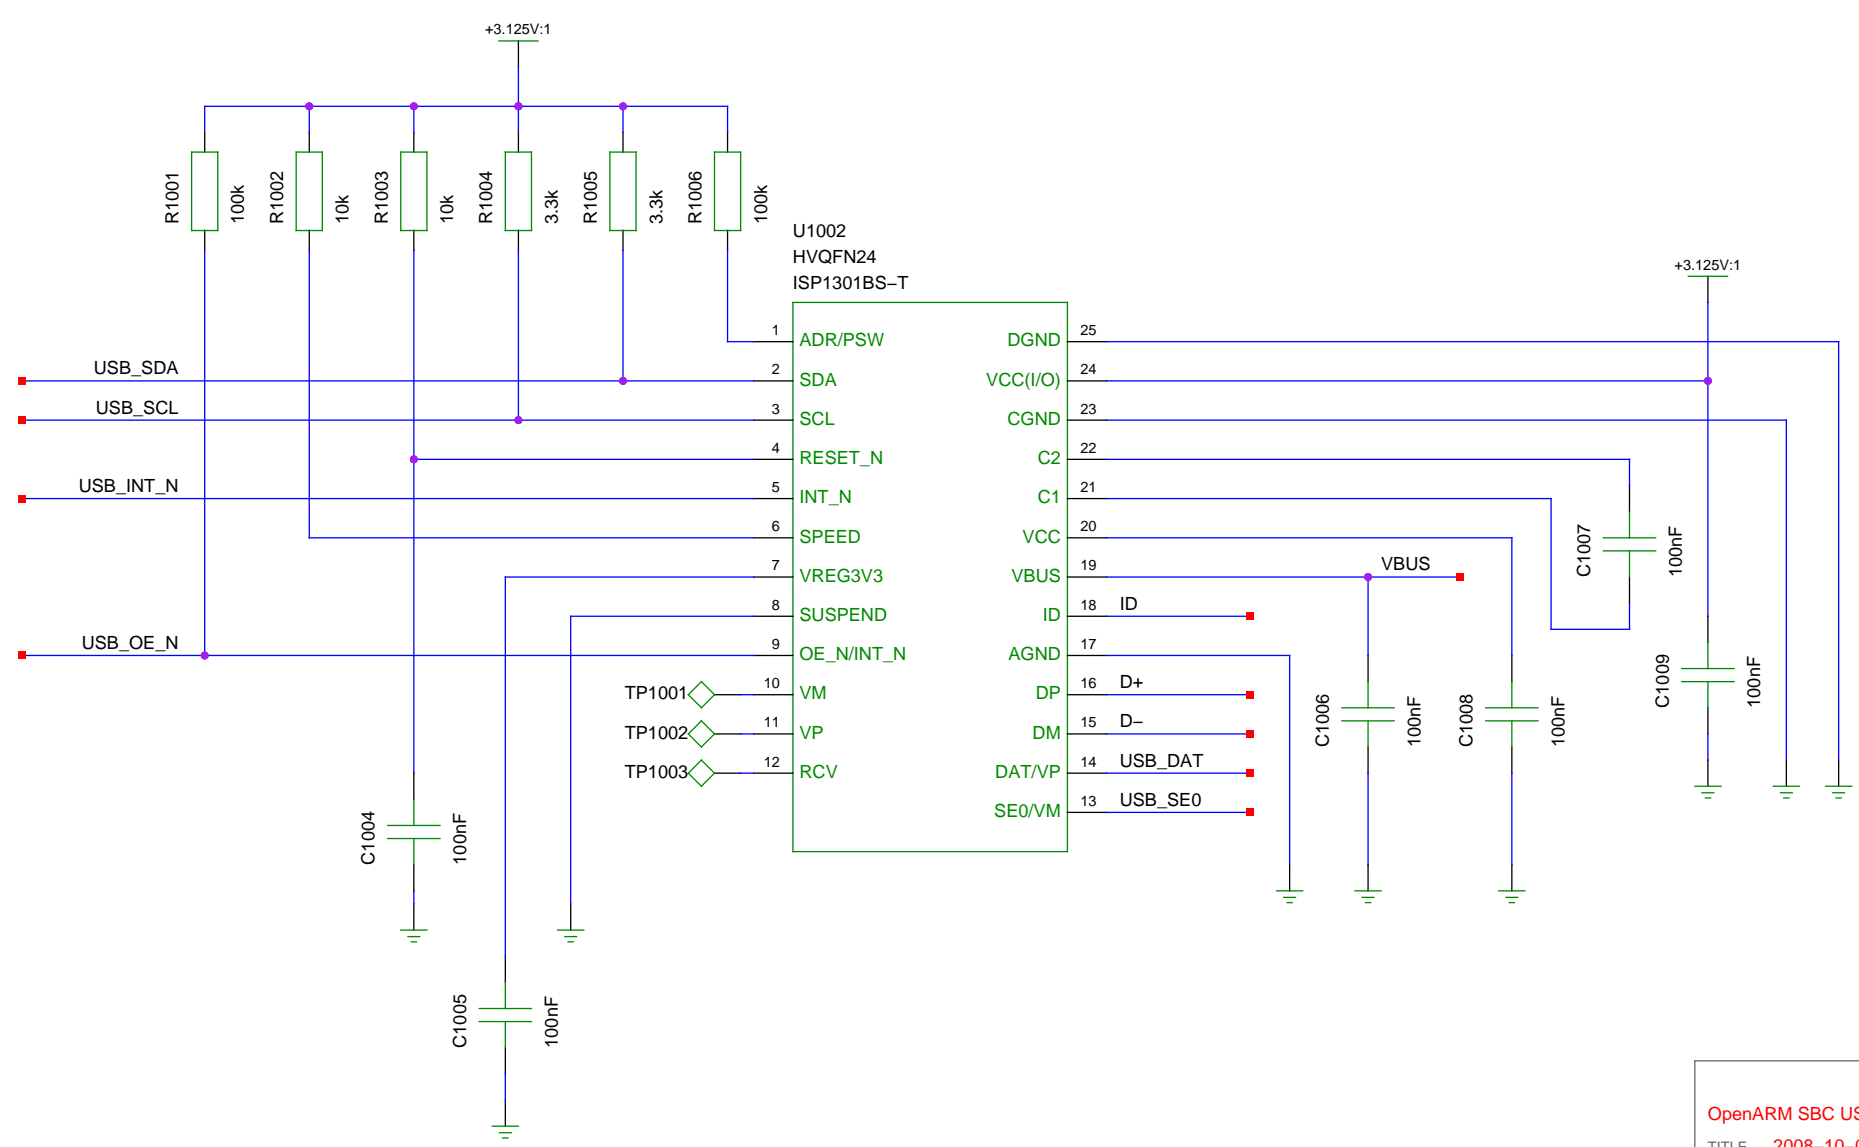 +3.125V:1
R1001
100k
R1002
10k
R1003
10k
R1004
3.3k
R1005
3.3k
R1006
100k
U1002
HVQFN24
ISP1301BS-T
+3.125V:1
USB_SDA
USB_SCL
USB_INT_N
USB_OE_N
1 ADR/PSW
2 SDA
3 SCL
4 RESET_N
5 INT_N
6 SPEED
7 VREG3V3
8 SUSPEND
9 OE_N/INT_N
TP1001 10 VM
TP1002 11 VP
TP1003 12 RCV
DGND 25
VCC(I/O) 24
CGND 23
C2 22
C1 21
VCC 20
VBUS 19 VBUS
ID 18 ID
AGND 17
DP 16 D+
DM 15 D-
DAT/VP 14 USB_DAT
SE0/VM 13 USB_SE0
C1007
100nF
C1009
100nF
C1006
100nF
C1008
100nF
C1004
100nF
C1005
100nF
OpenARM SBC
TITLE